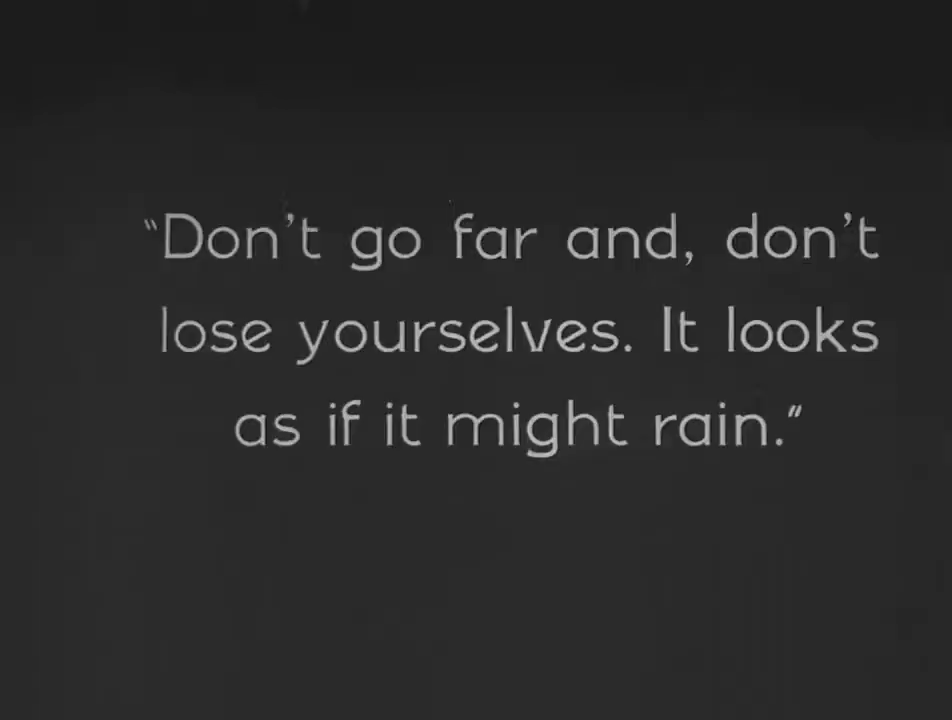 "Don't go far and, don't
lose yourselves. It looks
as if it might rain."